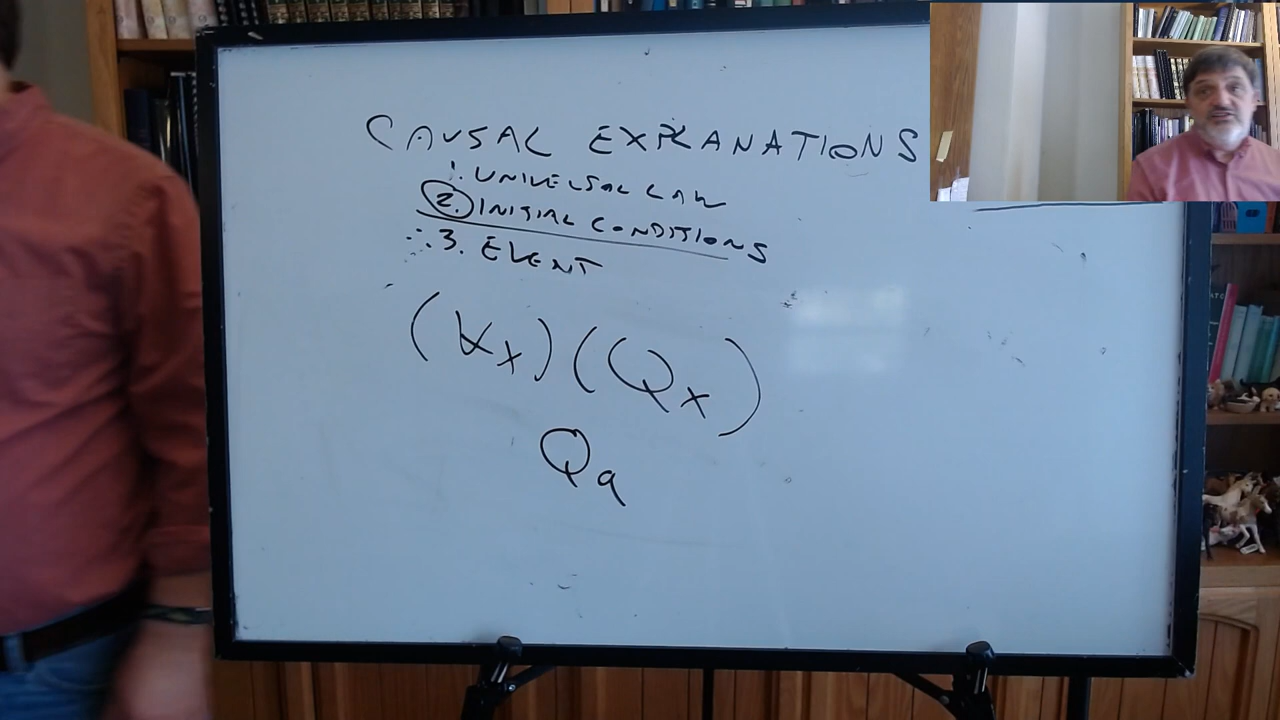 CAUSAL EXPLANATIONS
1. UNIVERSAL LAW
2. INITIAL CONDITIONS
∴ 3. EVENT
(∀x)(Qx)
Qa